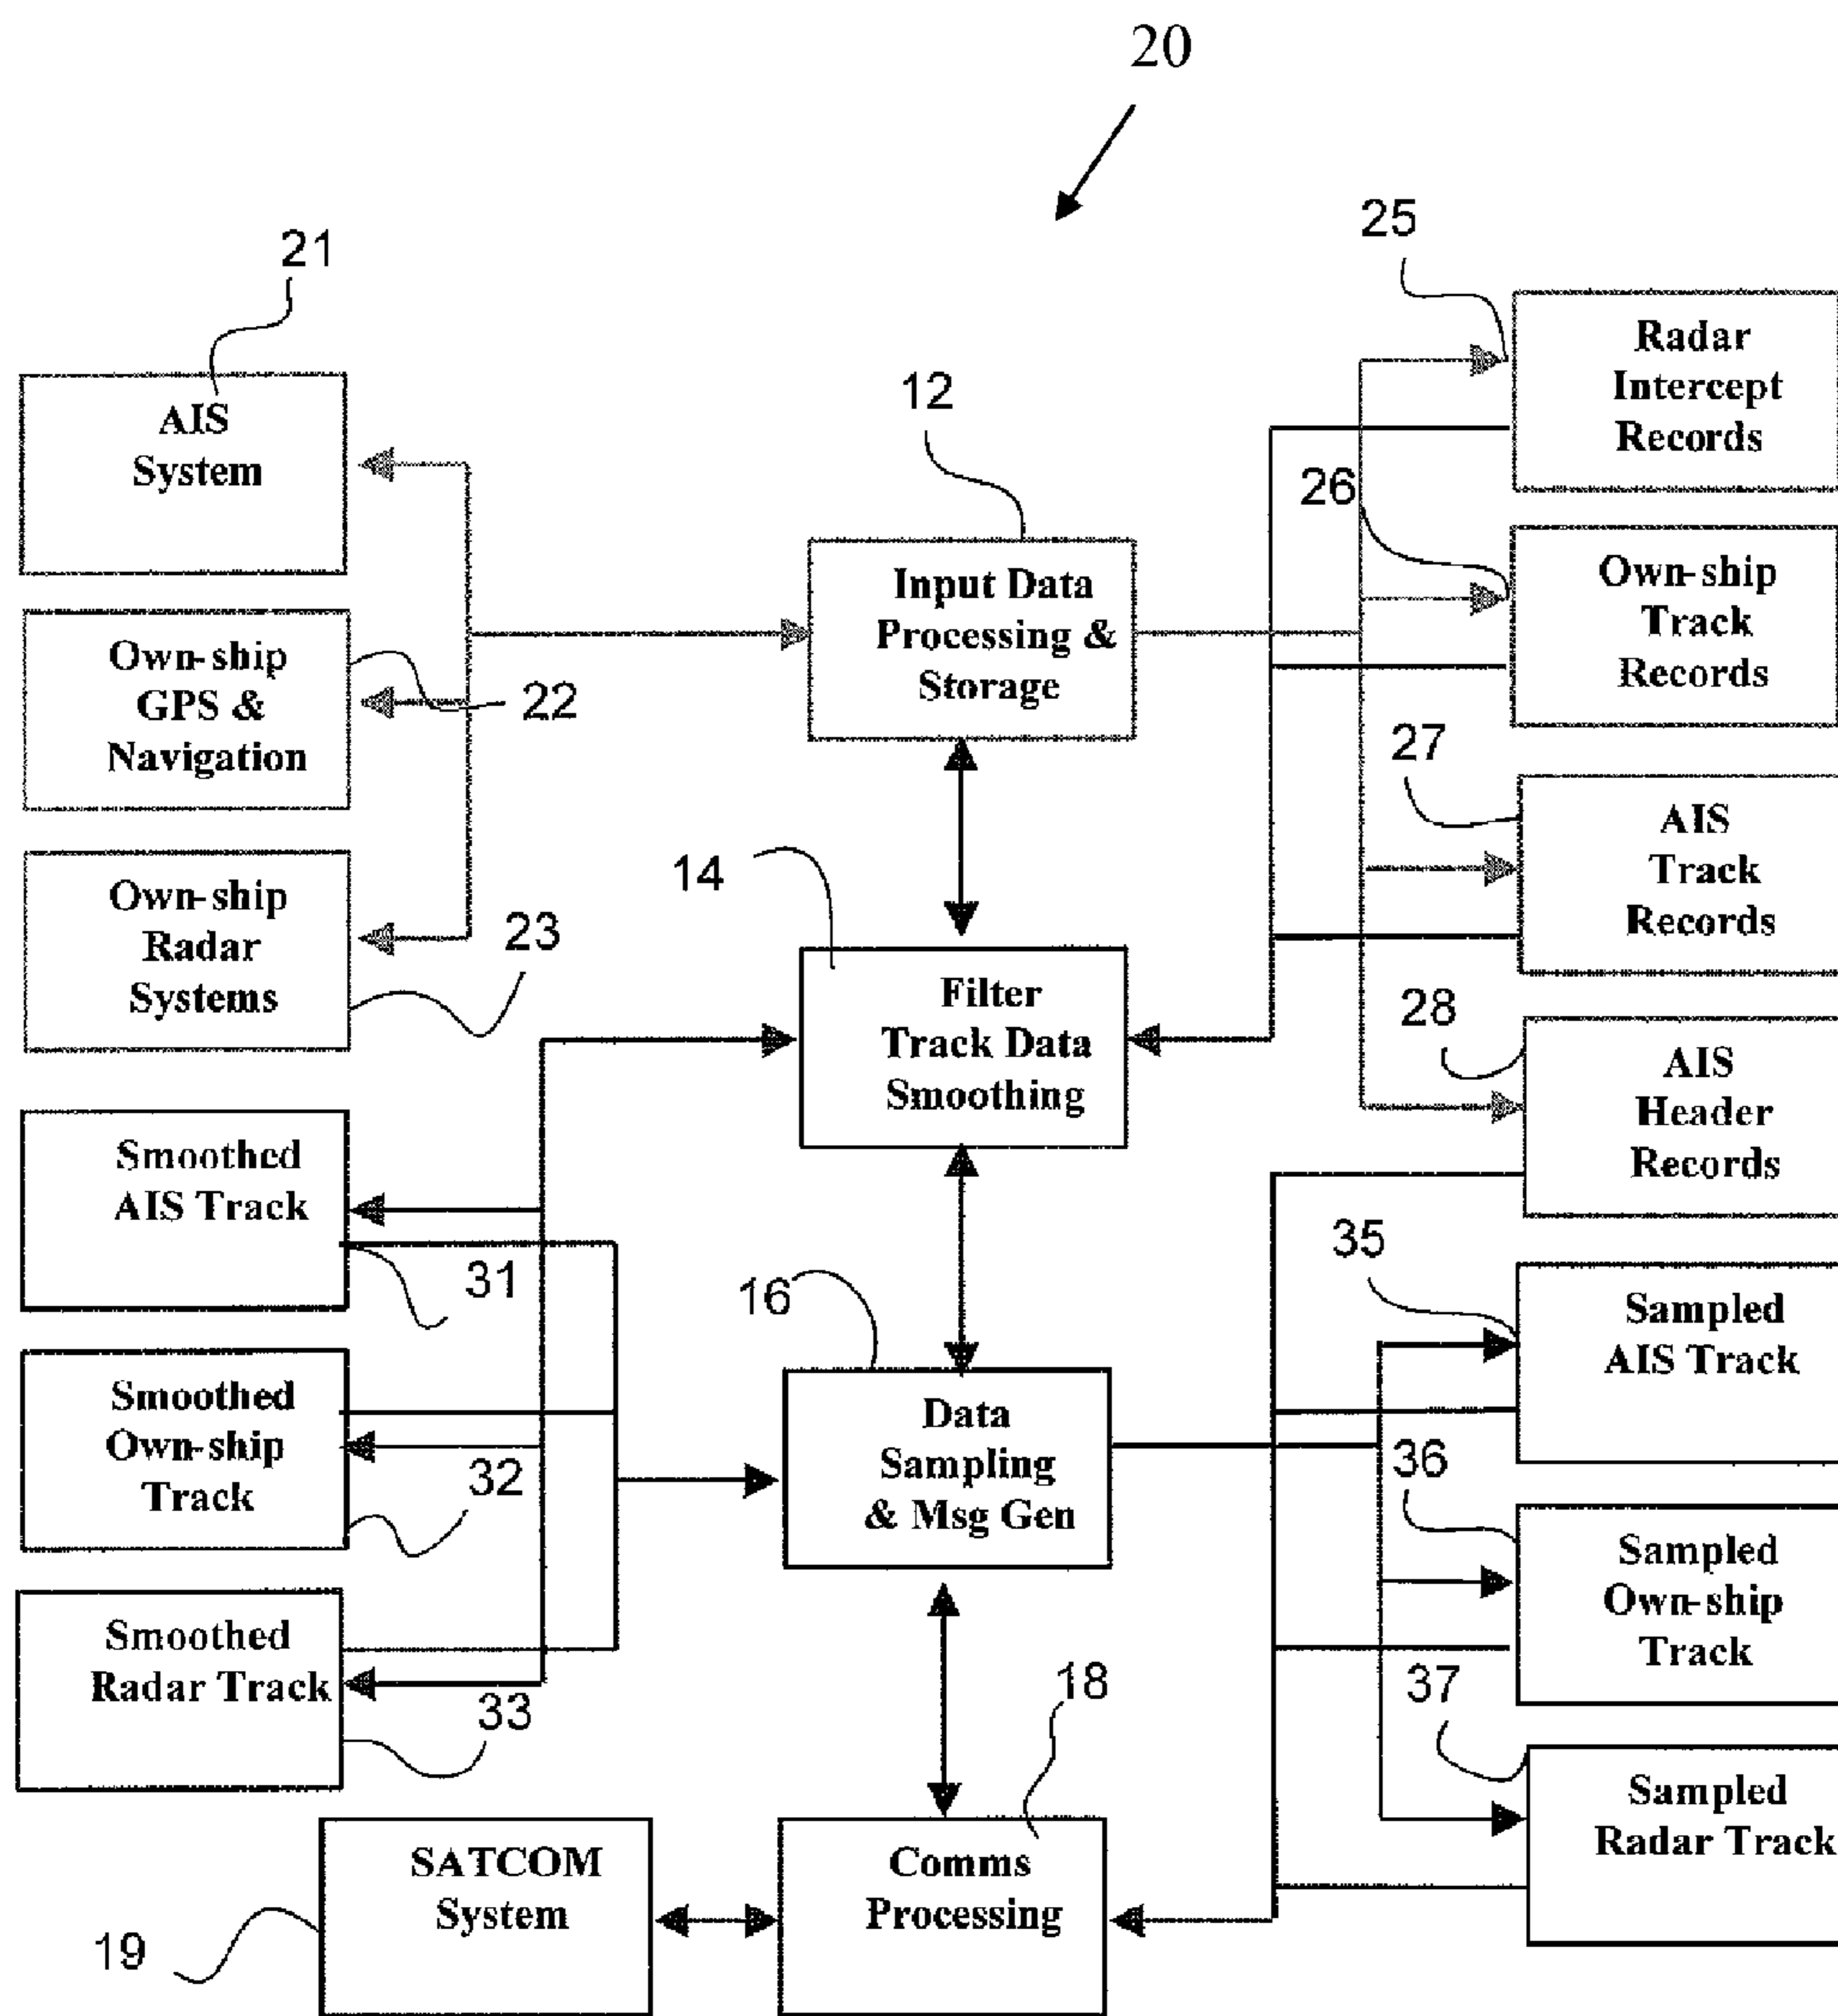 20
25
21
Radar
Intercept
Records
12
AIS
System
26
Own-ship
Track
Records
Input Data
Processing &
Storage
Own-ship
GPS &
Navigation
22
27
AIS
Track
Records
14
Own-ship
Radar
Systems
23
Filter
Track Data
Smoothing
28
AIS
Header
Records
Smoothed
AIS Track
31
35
16
Sampled
AIS Track
Smoothed
Own-ship
Track
32
Data
Sampling
& Msg Gen
36
Sampled
Own-ship
Track
Smoothed
Radar Track
33
18
37
Sampled
Radar Track
SATCOM
System
Comms
Processing
19